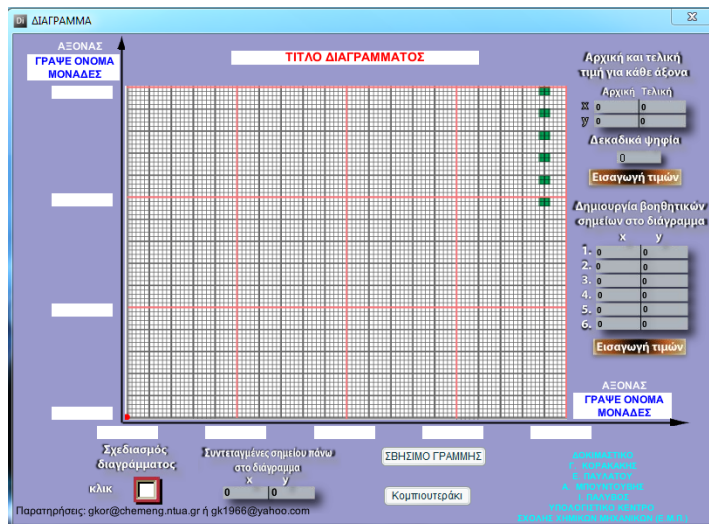 Di ΔΙΑΓΡΑΜΜΑ
ΑΞΟΝΑΣ
ΓΡΑΨΕ ΟΝΟΜΑ
ΜΟΝΑΔΕΣ
ΤΙΤΛΟ ΔΙΑΓΡΑΜΜΑΤΟΣ
Αρχική και τελική
τιμή για κάθε άξονα
Αρχική Τελική
x 0 0
y 0 0
Δεκαδικά ψηφία
0
Εισαγωγή τιμών
Δημιουργία βοηθητικών
σημείων στο διάγραμμα
x y
1. 0 0
2. 0 0
3. 0 0
4. 0 0
5. 0 0
6. 0 0
Εισαγωγή τιμών
ΑΞΟΝΑΣ
ΓΡΑΨΕ ΟΝΟΜΑ
ΜΟΝΑΔΕΣ
Σχεδιασμός
διαγράμματος
κλικ
Συντεταγμένες σημείου πάνω
στο διάγραμμα
x y
0 0
ΣΒΗΣΙΜΟ ΓΡΑΜΜΗΣ
Κομπιουτεράκι
ΔΟΚΙΜΑΣΤΙΚΟ
Γ. ΚΟΡΑΚΑΚΗΣ
Ε. ΠΑΥΛΑΤΟΥ
Α. ΜΠΟΥΝΤΟΥΒΗΣ
Ι. ΠΑΛΥΒΟΣ
ΥΠΟΛΟΓΙΣΤΙΚΟ ΚΕΝΤΡΟ
ΣΧΟΛΗΣ ΧΗΜΙΚΩΝ ΜΗΧΑΝΙΚΩΝ (Ε.Μ.Π.)
Παρατηρήσεις: gkor@chemeng.ntua.gr ή gk1966@yahoo.com